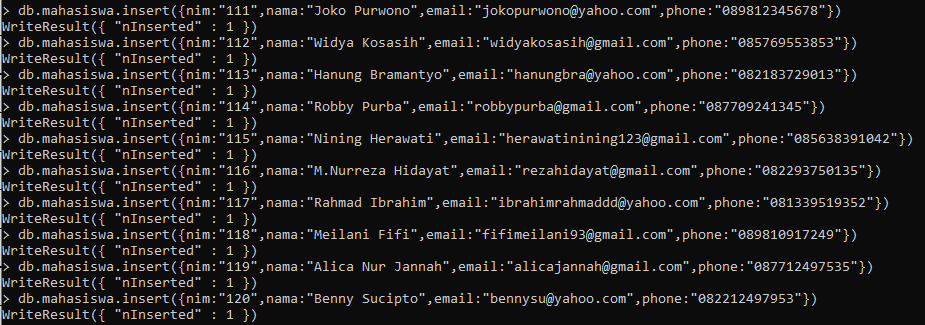 > db.mahasiswa.insert({nim:"111",nama:"Joko Purwono",email:"jokopurwono@yahoo.com",phone:"089812345678"})
WriteResult({ "nInserted" : 1 })
> db.mahasiswa.insert({nim:"112",nama:"Widya Kosasih",email:"widyakosasih@gmail.com",phone:"085769553853"})
WriteResult({ "nInserted" : 1 })
> db.mahasiswa.insert({nim:"113",nama:"Hanung Bramantyo",email:"hanungbra@yahoo.com",phone:"082183729013"})
WriteResult({ "nInserted" : 1 })
> db.mahasiswa.insert({nim:"114",nama:"Robby Purba",email:"robbypurba@gmail.com",phone:"087709241345"})
WriteResult({ "nInserted" : 1 })
> db.mahasiswa.insert({nim:"115",nama:"Nining Herawati",email:"herawatinining123@gmail.com",phone:"085638391042"})
WriteResult({ "nInserted" : 1 })
> db.mahasiswa.insert({nim:"116",nama:"M.Nurreza Hidayat",email:"rezahidayat@gmail.com",phone:"082293750135"})
WriteResult({ "nInserted" : 1 })
> db.mahasiswa.insert({nim:"117",nama:"Rahmad Ibrahim",email:"ibrahimrahmaddd@yahoo.com",phone:"081339519352"})
WriteResult({ "nInserted" : 1 })
> db.mahasiswa.insert({nim:"118",nama:"Meilani Fifi",email:"fifimeilani93@gmail.com",phone:"089810917249"})
WriteResult({ "nInserted" : 1 })
> db.mahasiswa.insert({nim:"119",nama:"Alica Nur Jannah",email:"alicajannah@gmail.com",phone:"087712497535"})
WriteResult({ "nInserted" : 1 })
> db.mahasiswa.insert({nim:"120",nama:"Benny Sucipto",email:"bennysu@yahoo.com",phone:"082212497953"})
WriteResult({ "nInserted" : 1 })